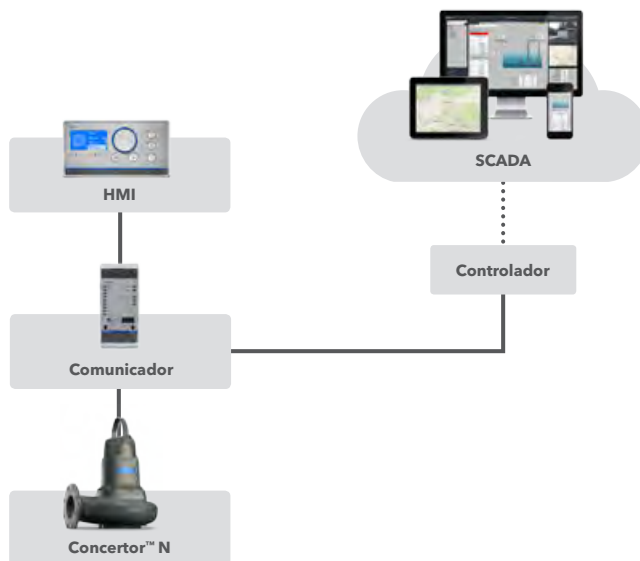 SCADA
HMI
Controlador
Comunicador
Concertor™ N